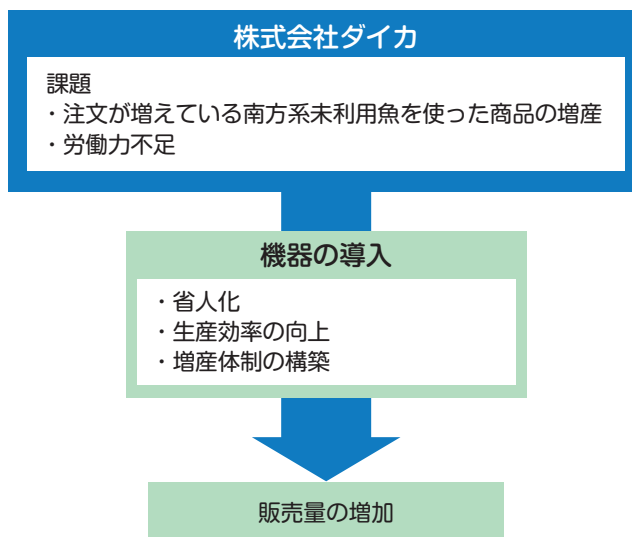 株式会社ダイカ
課題
・注文が増えている南方系未利用魚を使った商品の増産
・労働力不足
機器の導入
・省人化
・生産効率の向上
・増産体制の構築
販売量の増加